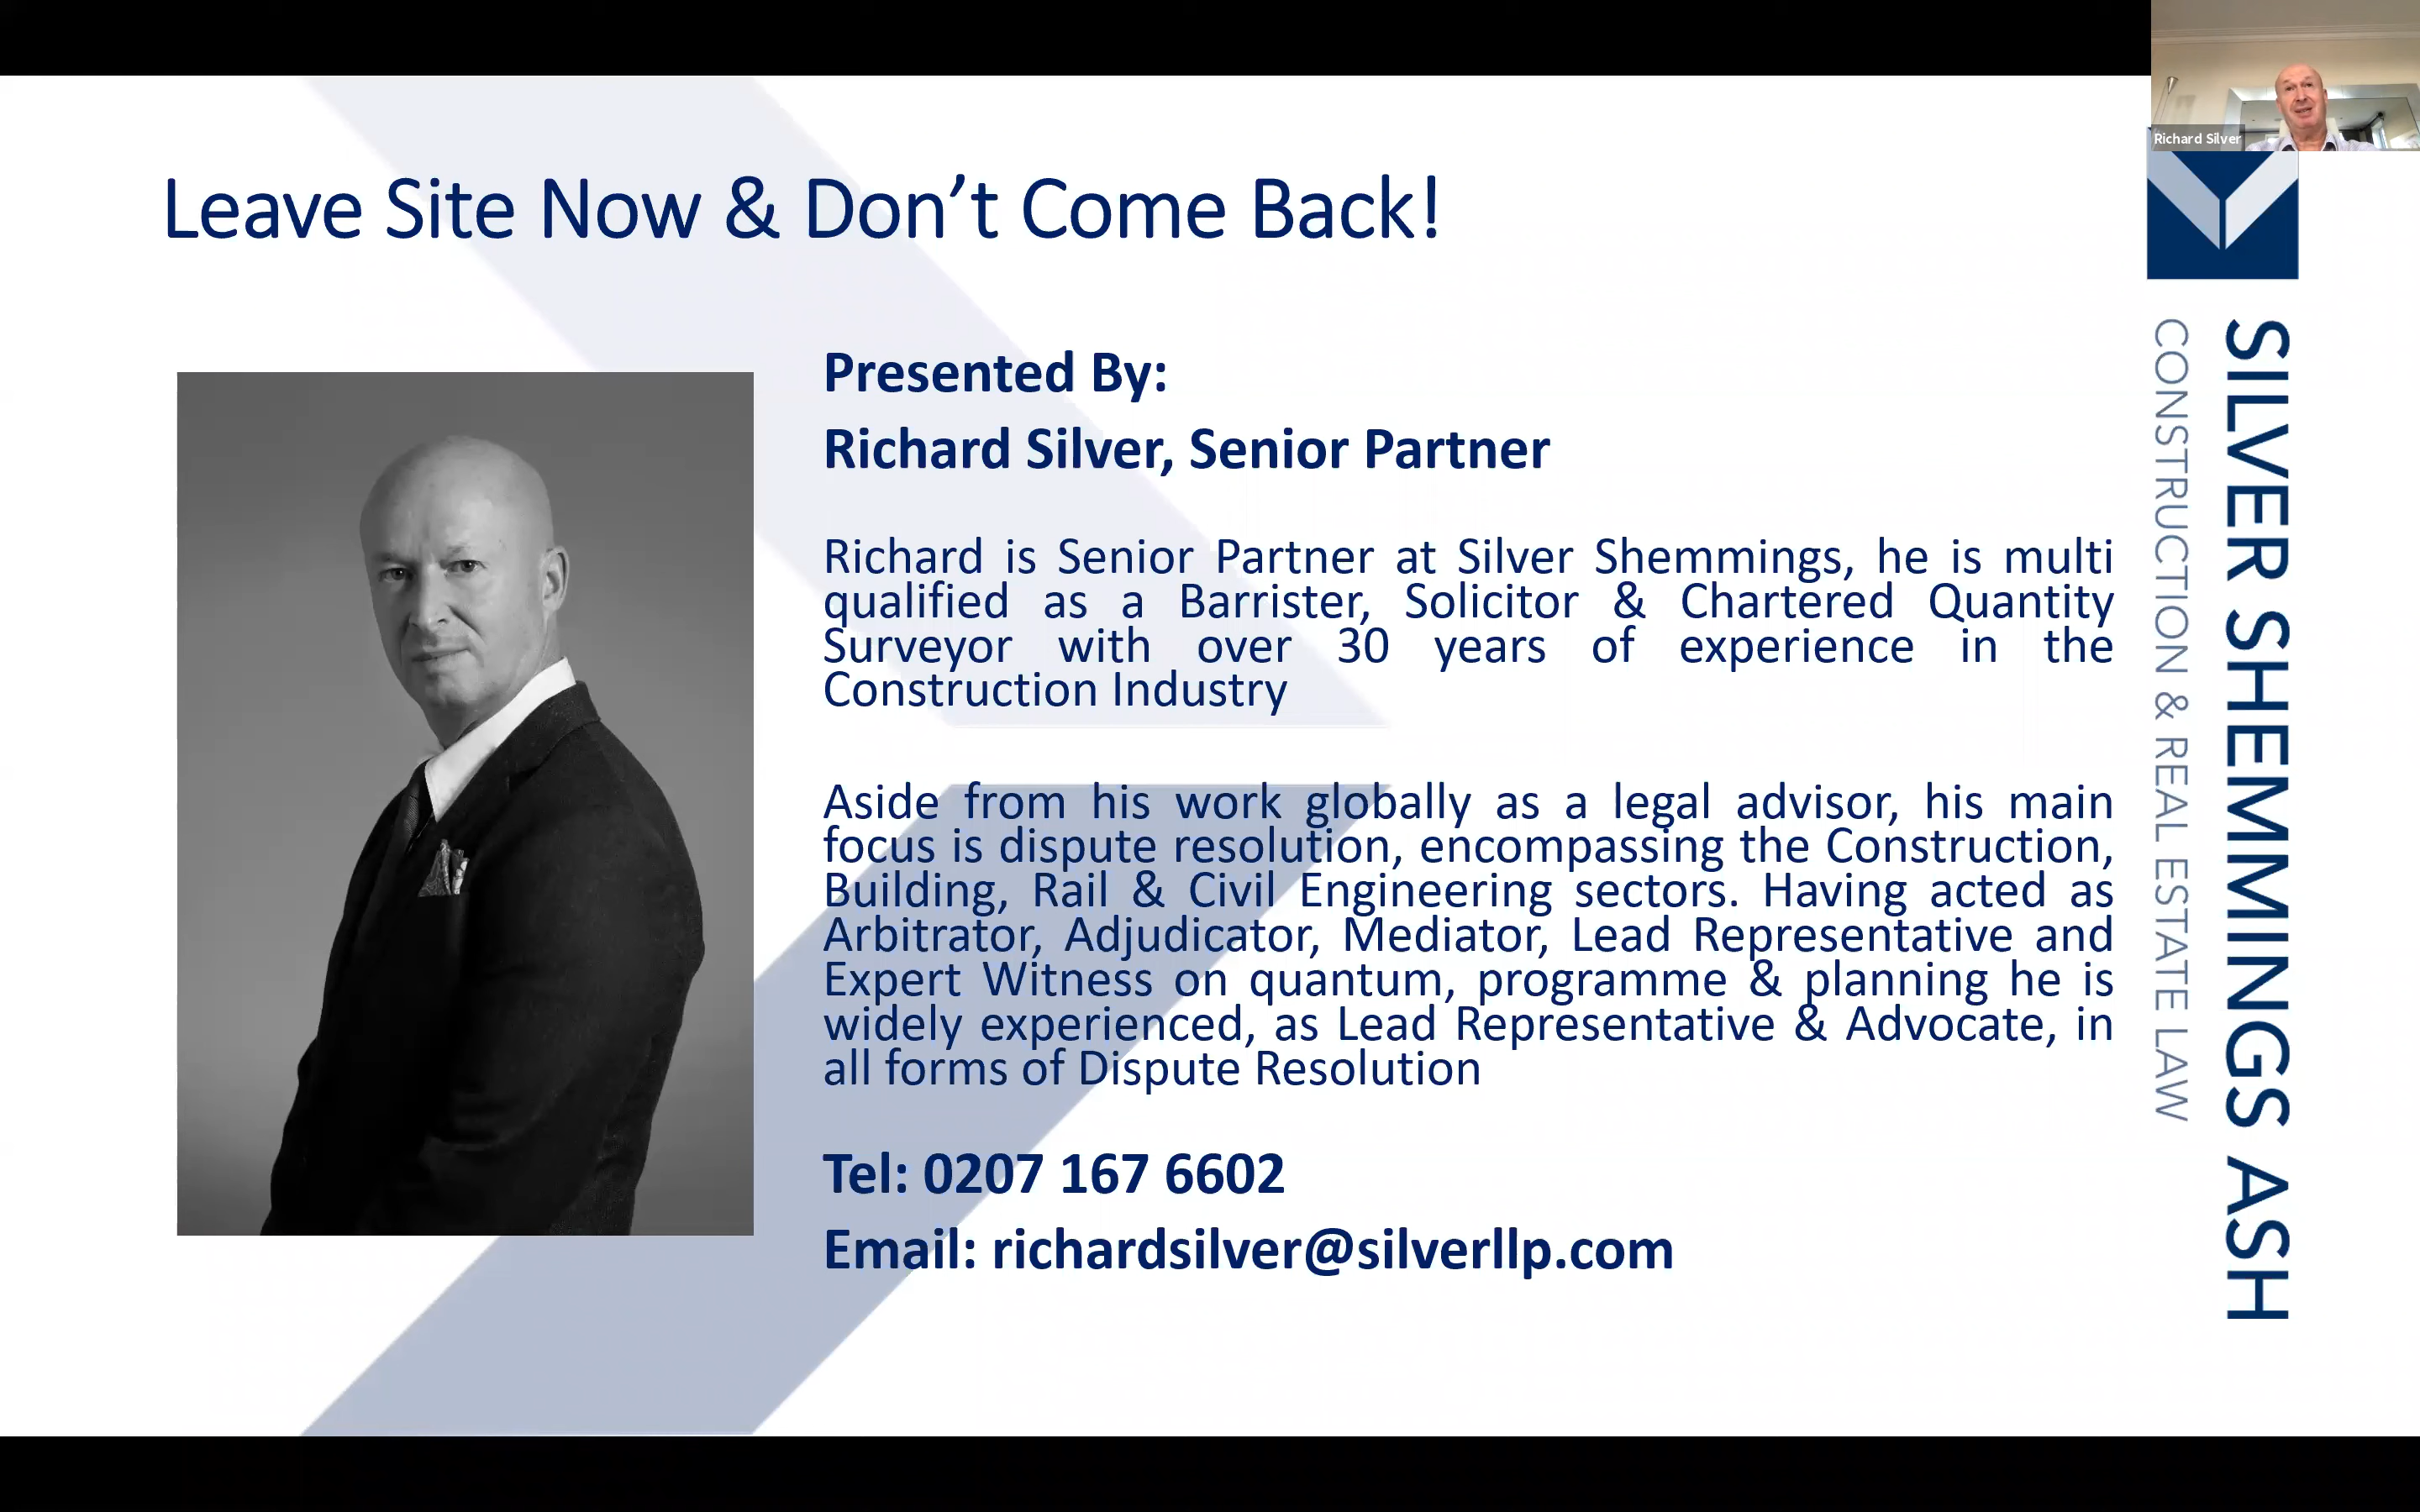 Richard Silver
Leave Site Now & Don’t Come Back!
Presented By:
Richard Silver, Senior Partner
Richard is Senior Partner at Silver Shemmings, he is multi
qualified as a Barrister, Solicitor & Chartered Quantity
Surveyor with over 30 years of experience in the
Construction Industry
Aside from his work globally as a legal advisor, his main
focus is dispute resolution, encompassing the Construction,
Building, Rail & Civil Engineering sectors. Having acted as
Arbitrator, Adjudicator, Mediator, Lead Representative and
Expert Witness on quantum, programme & planning he is
widely experienced, as Lead Representative & Advocate, in
all forms of Dispute Resolution
Tel: 0207 167 6602
Email: richardsilver@silverllp.com
SILVER SHEMMINGS ASH
CONSTRUCTION & REAL ESTATE LAW